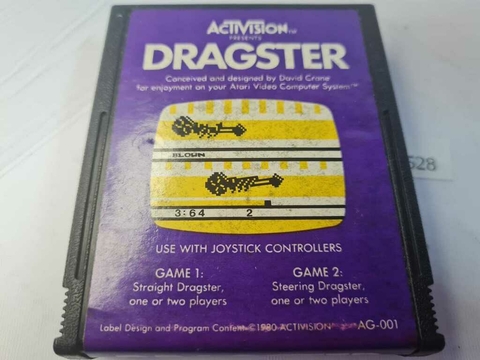 ACTIVISION™
PRESENTS
DRAGSTER
Conceived and designed by David Crane
for enjoyment on your Atari Video Computer System™
BLOWN
3:64 2
USE WITH JOYSTICK CONTROLLERS
GAME 1:
Straight Dragster,
one or two players
GAME 2:
Steering Dragster,
one or two players
Label Design and Program Content ©1980 ACTIVISION AG-001